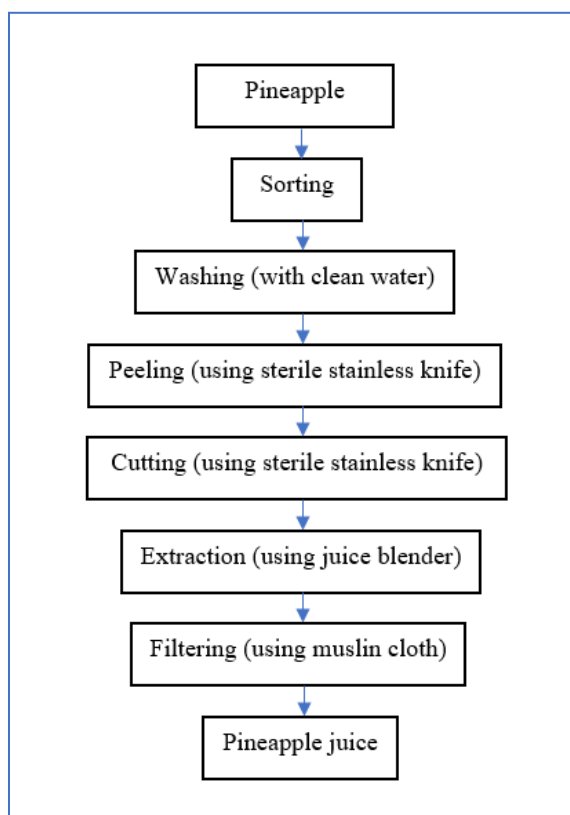 Pineapple
Sorting
Washing (with clean water)
Peeling (using sterile stainless knife)
Cutting (using sterile stainless knife)
Extraction (using juice blender)
Filtering (using muslin cloth)
Pineapple juice